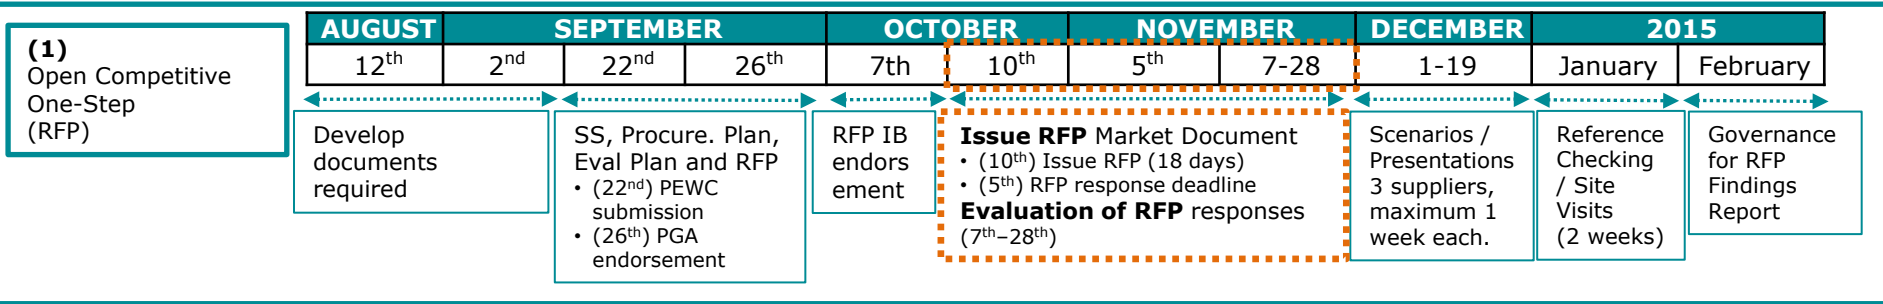 (1)
Open Competitive
One-Step
(RFP)
AUGUST SEPTEMBER OCTOBER NOVEMBER DECEMBER 2015
12th 2nd 22nd 26th 7th 10th 5th 7-28 1-19 January February
Develop
documents
required
SS, Procure. Plan,
Eval Plan and RFP
• (22nd) PEWC
submission
• (26th) PGA
endorsement
RFP IB
endors
ement
Issue RFP Market Document
• (10th) Issue RFP (18 days)
• (5th) RFP response deadline
Evaluation of RFP responses
(7th–28th)
Scenarios /
Presentations
3 suppliers,
maximum 1
week each.
Reference
Checking
/ Site
Visits
(2 weeks)
Governance
for RFP
Findings
Report